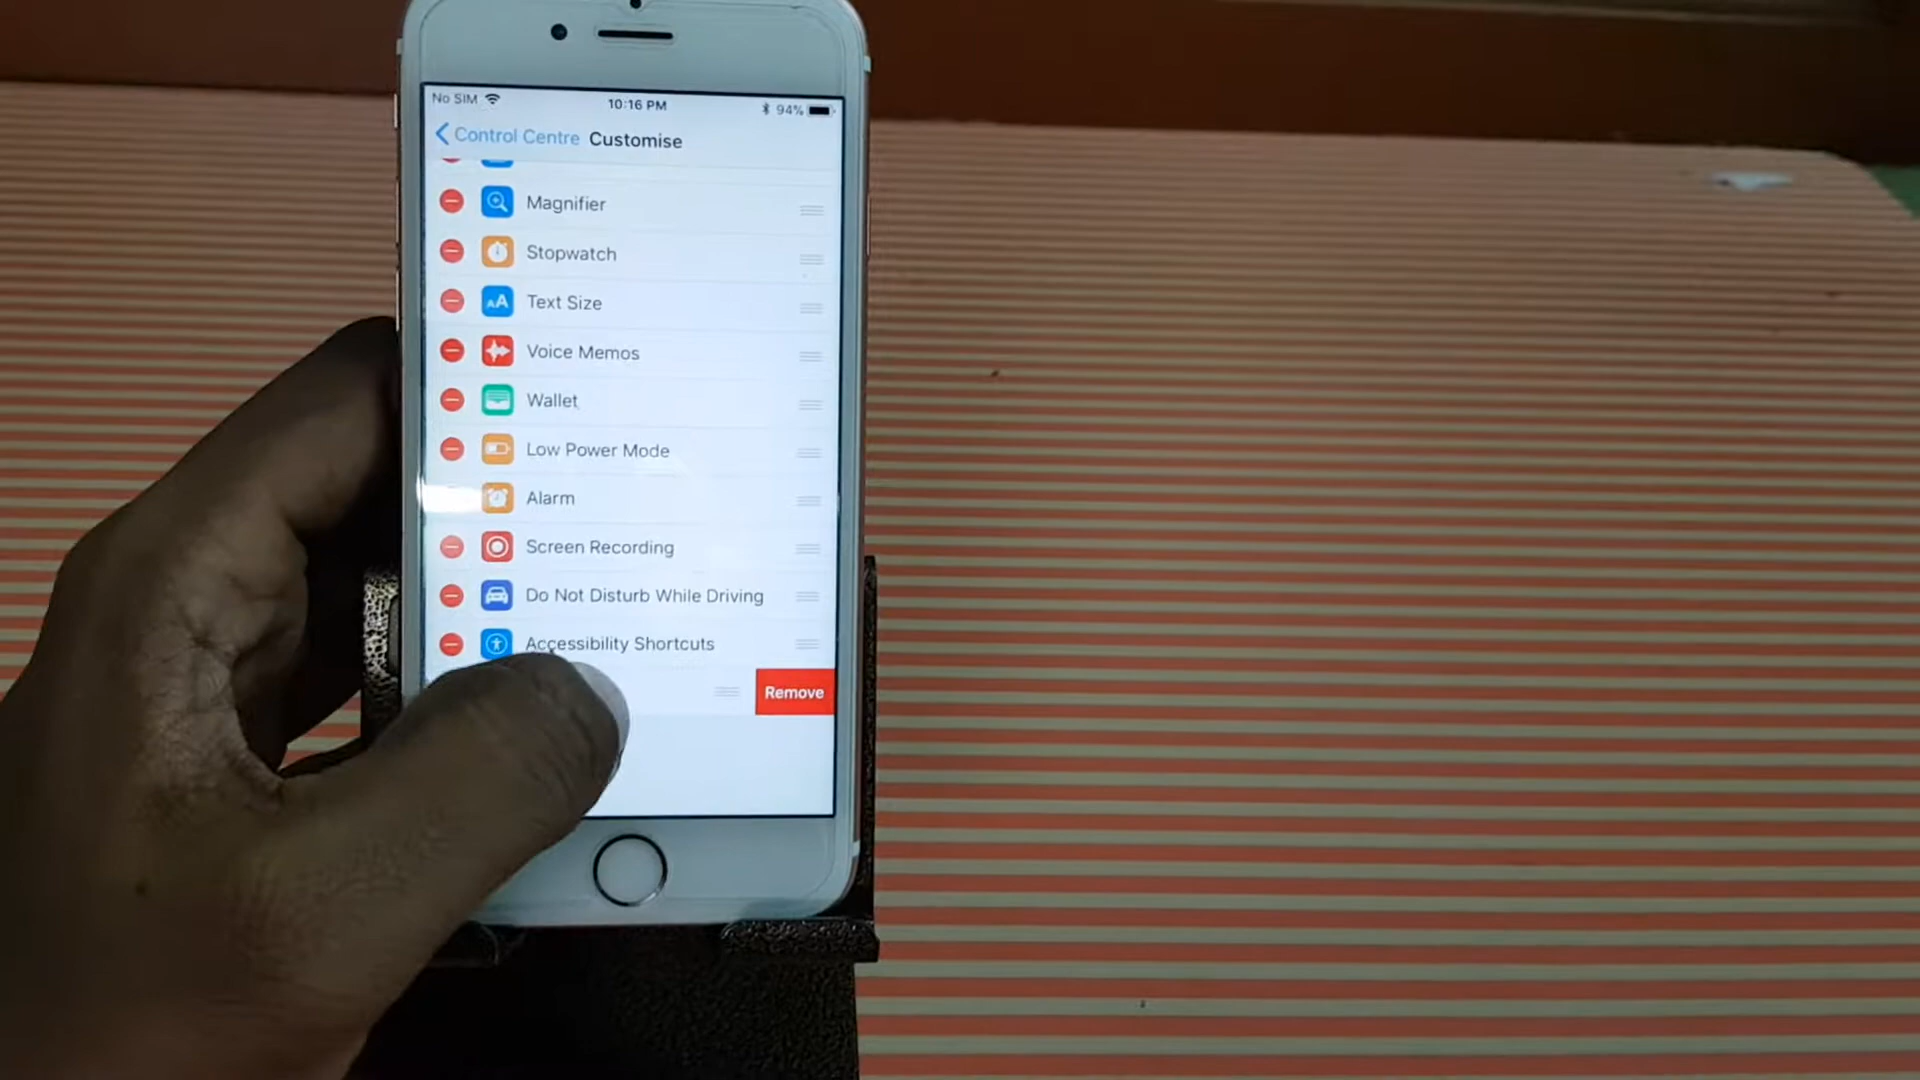 No SIM 10:16 PM 94%
Control Centre Customise
Magnifier
Stopwatch
AA Text Size
Voice Memos
Wallet
Low Power Mode
Alarm
Screen Recording
Do Not Disturb While Driving
Accessibility Shortcuts
Remove